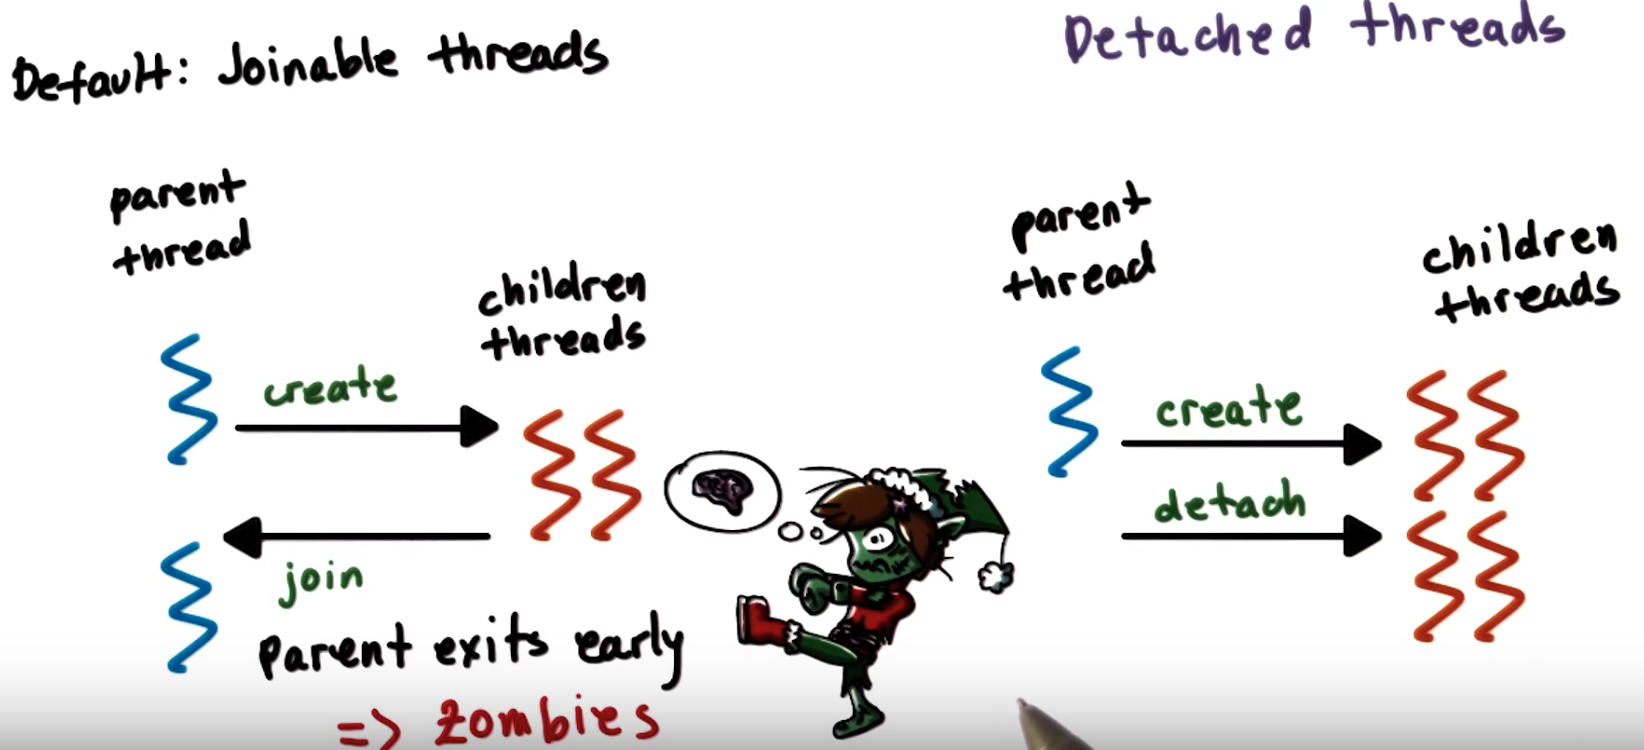 Default: Joinable threads
parent
thread
children
threads
create
join
parent exits early
=> zombies
Detached threads
parent
thread
children
threads
create
detach